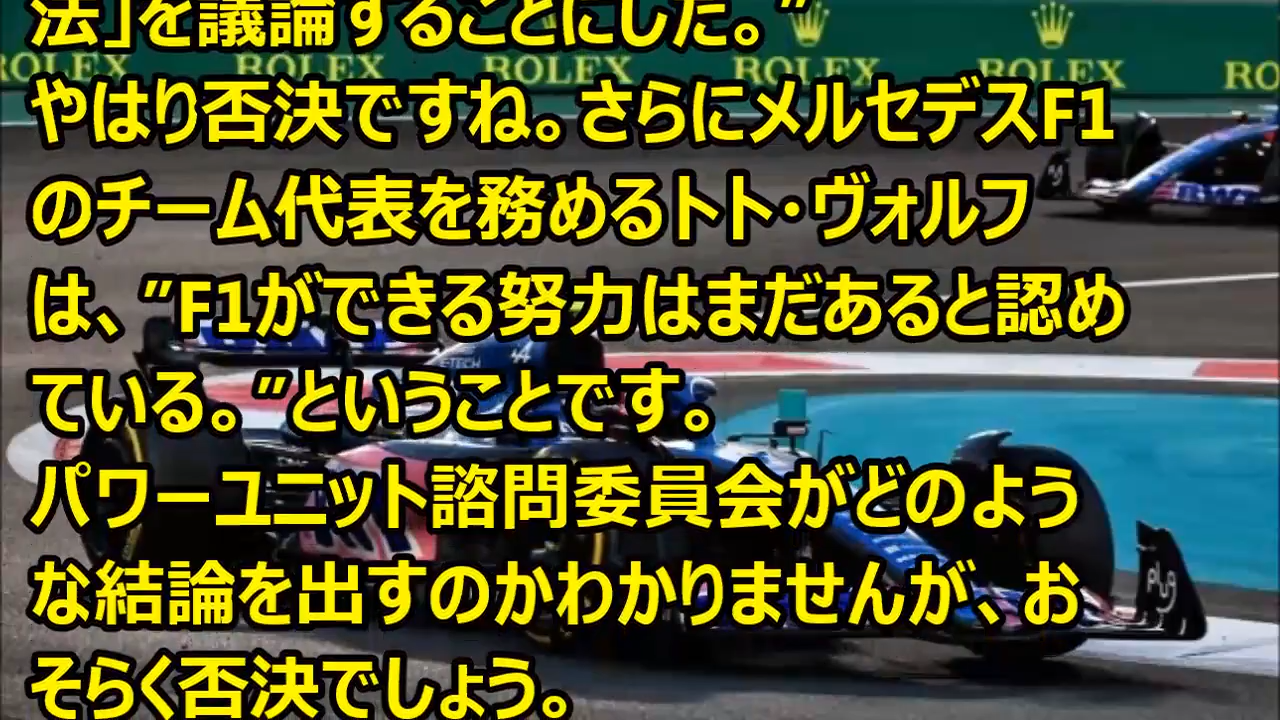 法」を議論することにした。”
やはり否決ですね。さらにメルセデスF1
のチーム代表を務めるトト・ヴォルフ
は、”F1ができる努力はまだあると認め
ている。”ということです。
パワーユニット諮問委員会がどのよう
な結論を出すのかわかりませんが、お
そらく否決でしょう。
ROLEX ROLEX ROLEX ROLEX ROLEX RO
BWT
plug